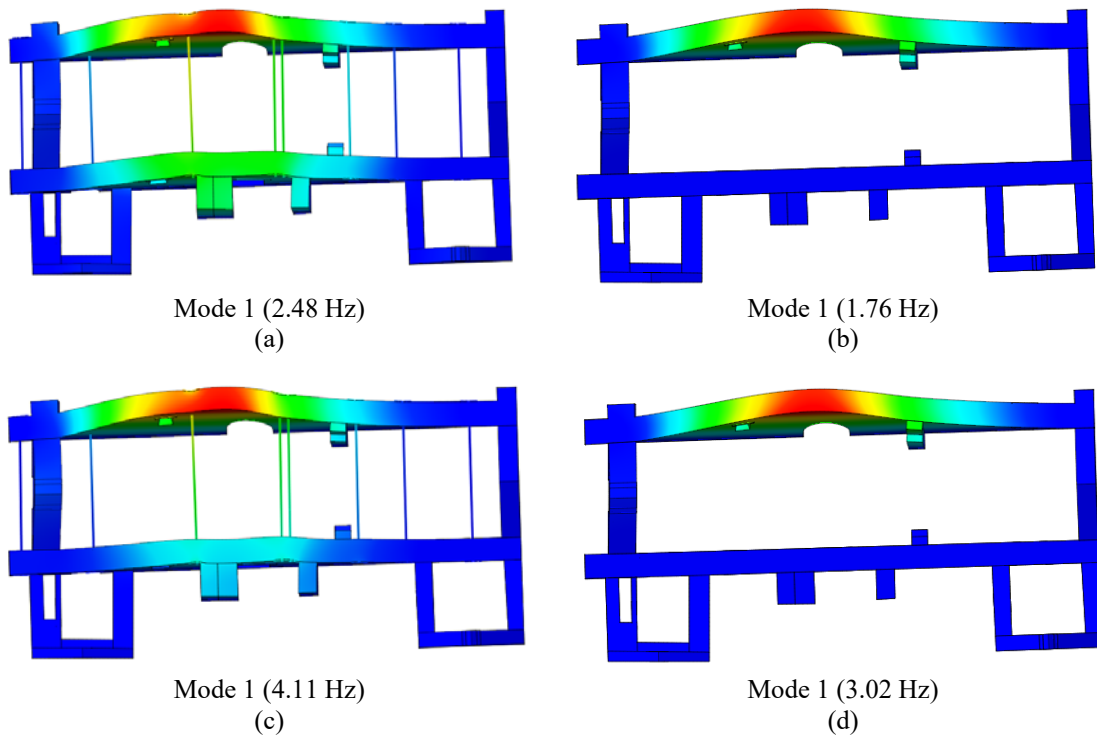 Mode 1 (2.48 Hz)
(a)
Mode 1 (1.76 Hz)
(b)
Mode 1 (4.11 Hz)
(c)
Mode 1 (3.02 Hz)
(d)